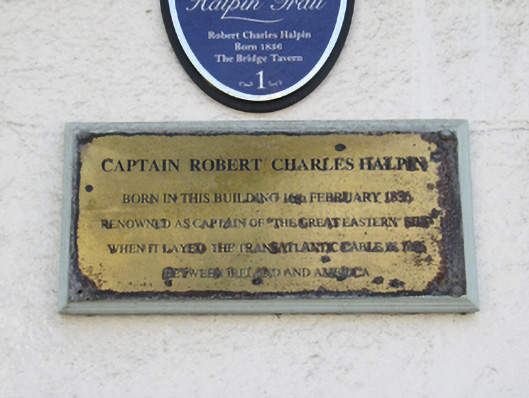 Halpin Trail
Robert Charles Halpin
Born 1836
The Bridge Tavern
1
CAPTAIN ROBERT CHARLES HALPIN
BORN IN THIS BUILDING 16th FEBRUARY 1836
RENOWNED AS CAPTAIN OF "THE GREAT EASTERN"
WHEN IT LAYED THE TRANSATLANTIC CABLE
BETWEEN IRELAND AND AMERICA